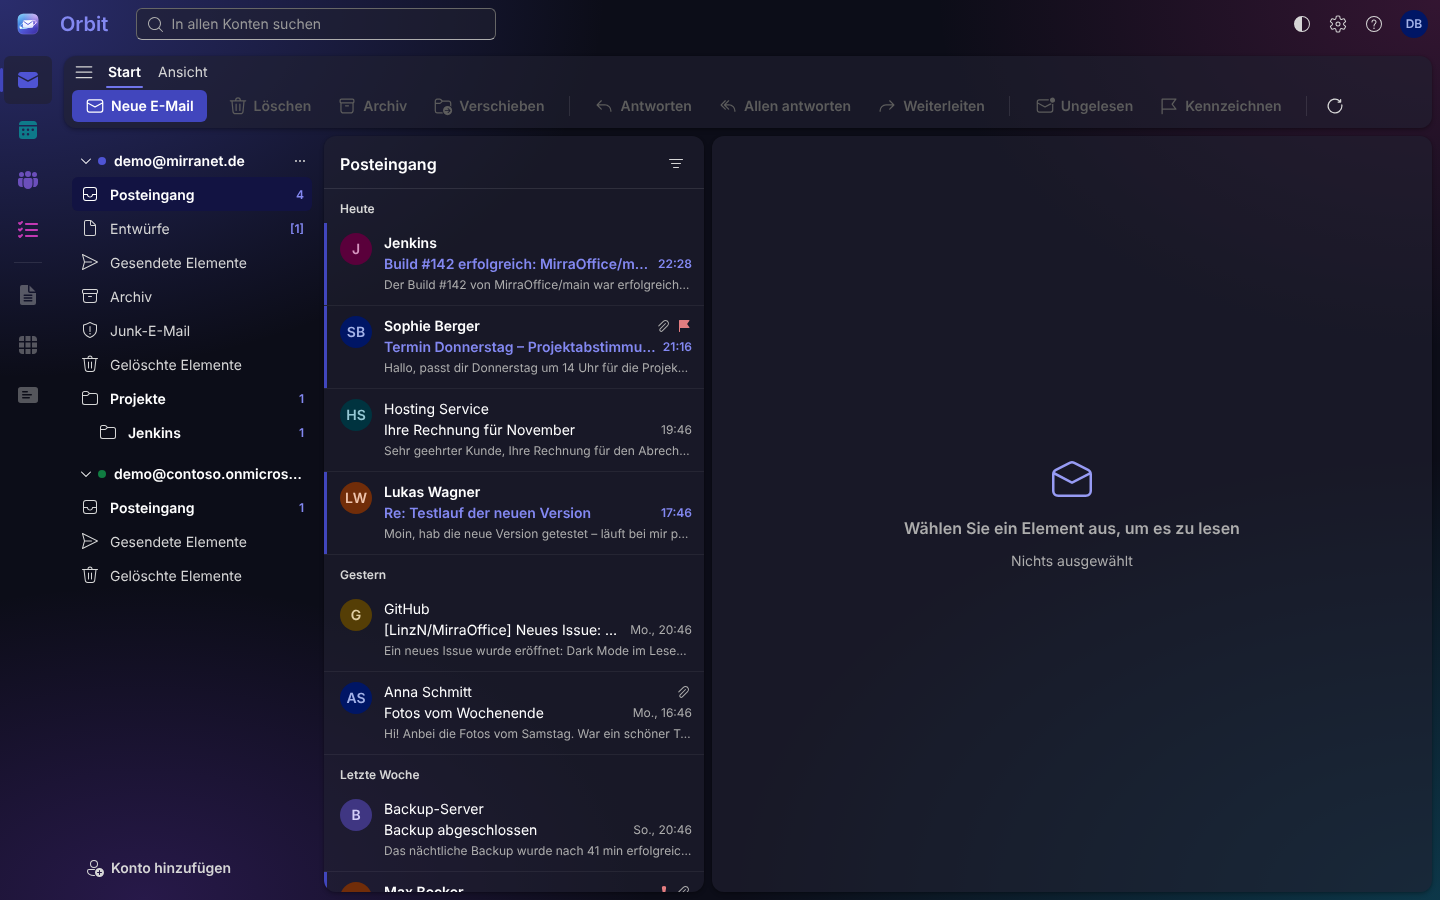 Orbit
In allen Konten suchen
DB
Start Ansicht
Neue E-Mail Löschen Archiv Verschieben Antworten Allen antworten Weiterleiten Ungelesen Kennzeichnen
demo@mirranet.de ...
Posteingang 4
Entwürfe [1]
Gesendete Elemente
Archiv
Junk-E-Mail
Gelöschte Elemente
Projekte 1
Jenkins 1
demo@contoso.onmicros...
Posteingang 1
Gesendete Elemente
Gelöschte Elemente
Konto hinzufügen
Posteingang
Heute
J
Jenkins
Build #142 erfolgreich: MirraOffice/m... 22:28
Der Build #142 von MirraOffice/main war erfolgreich...
SB
Sophie Berger
Termin Donnerstag – Projektabstimmu... 21:16
Hallo, passt dir Donnerstag um 14 Uhr für die Projek...
HS
Hosting Service
Ihre Rechnung für November 19:46
Sehr geehrter Kunde, Ihre Rechnung für den Abrech...
LW
Lukas Wagner
Re: Testlauf der neuen Version 17:46
Moin, hab die neue Version getestet – läuft bei mir p...
Gestern
G
GitHub
[LinzN/MirraOffice] Neues Issue: ... Mo., 20:46
Ein neues Issue wurde eröffnet: Dark Mode im Lese...
AS
Anna Schmitt
Fotos vom Wochenende Mo., 16:46
Hi! Anbei die Fotos vom Samstag. War ein schöner T...
Letzte Woche
B
Backup-Server
Backup abgeschlossen So., 20:46
Das nächtliche Backup wurde nach 41 min erfolgreic...
Max Becker
Wählen Sie ein Element aus, um es zu lesen
Nichts ausgewählt